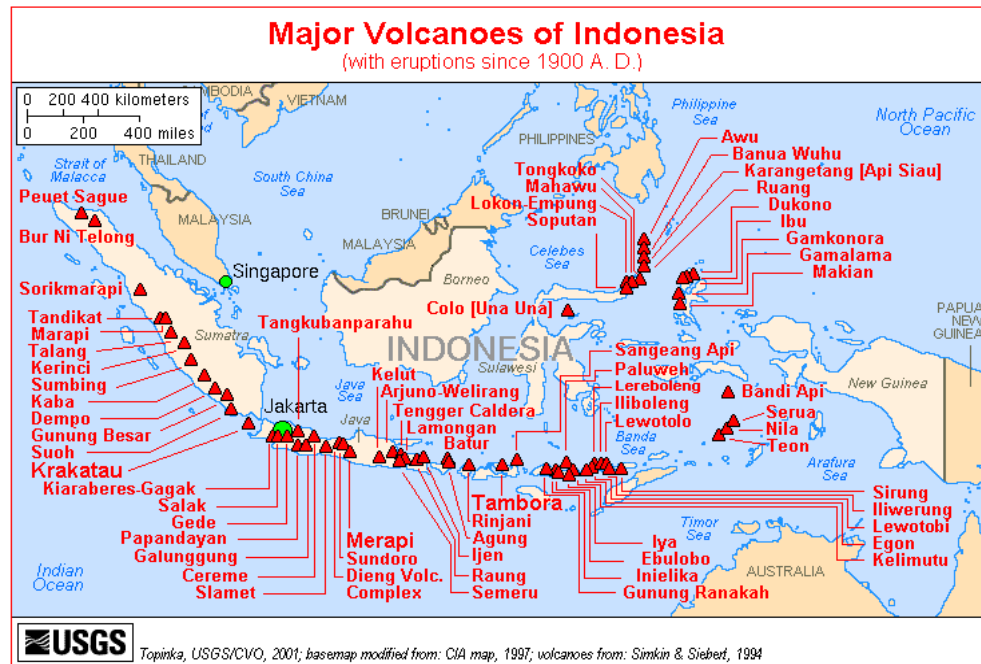 Major Volcanoes of Indonesia
(with eruptions since 1900 A. D.)
0 200 400 kilometers
0 200 400 miles
CAMBODIA
VIETNAM
THAILAND
Strait of
Malacca
South China
Sea
MALAYSIA
BRUNEI
MALAYSIA
PHILIPPINES
Philippine
Sea
North Pacific
Ocean
Celebes
Sea
Borneo
Singapore
Sumatra
INDONESIA
Sulawesi
Java
Sea
Jakarta
Java
Banda
Sea
New Guinea
PAPUA
NEW
GUINEA
Arafura
Sea
Timor
Sea
AUSTRALIA
Indian
Ocean
Peuet Sague
Bur Ni Telong
Sorikmarapi
Tandikat
Marapi
Talang
Kerinci
Sumbing
Kaba
Dempo
Gunung Besar
Suoh
Krakatau
Kiaraberes-Gagak
Salak
Gede
Papandayan
Galunggung
Cereme
Slamet
Tangkubanparahu
Merapi
Sundoro
Dieng Volc.
Complex
Kelut
Arjuno-Welirang
Tengger Caldera
Lamongan
Batur
Tambora
Rinjani
Agung
Ijen
Raung
Semeru
Tongkoko
Mahawu
Lokon-Empung
Soputan
Colo [Una Una]
Awu
Banua Wuhu
Karangetang [Api Siau]
Ruang
Dukono
Ibu
Gamkonora
Gamalama
Makian
Sangeang Api
Paluweh
Lereboleng
Iliboleng
Lewotolo
Bandi Api
Serua
Nila
Teon
Sirung
Iliwerung
Lewotobi
Egon
Kelimutu
Iya
Ebulobo
Inielika
Gunung Ranakah
USGS
Topinka, USGS/CVO, 2001; basemap modified from: CIA map, 1997; volcanoes from: Simkin & Siebert, 1994